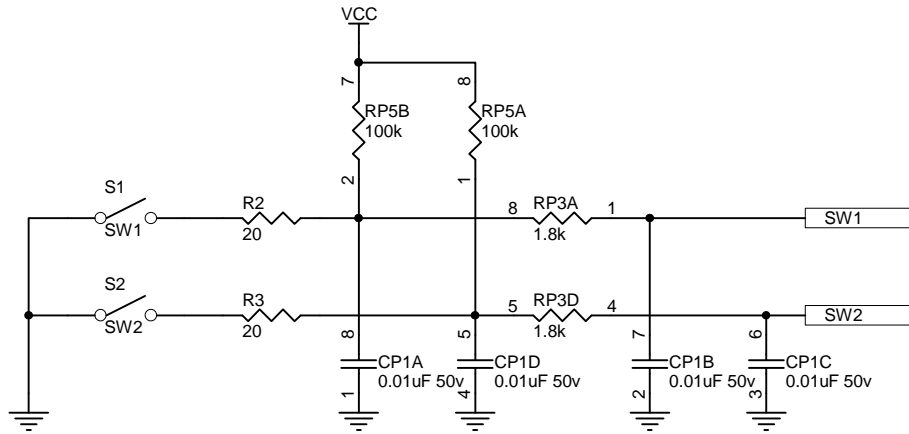 VCC
7
8
RP5B
100k
RP5A
100k
2
1
S1
SW1
R2
20
8
RP3A
1
1.8k
SW1
S2
SW2
R3
20
5
RP3D
4
1.8k
SW2
8
CP1A
0.01uF 50v
1
5
CP1D
0.01uF 50v
4
7
CP1B
0.01uF 50v
2
6
CP1C
0.01uF 50v
3